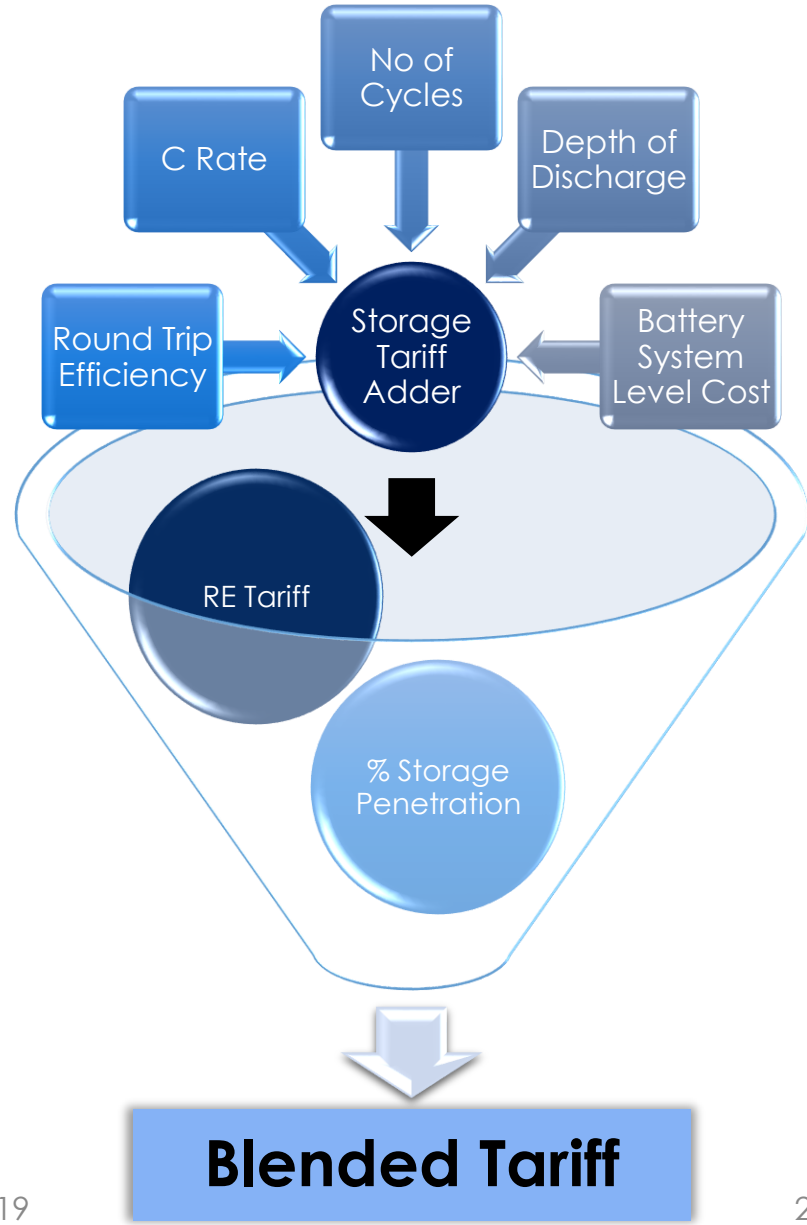 No of
Cycles
C Rate
Depth of
Discharge
Round Trip
Efficiency
Storage
Tariff
Adder
Battery
System
Level Cost
RE Tariff
% Storage
Penetration
Blended Tariff
19
2